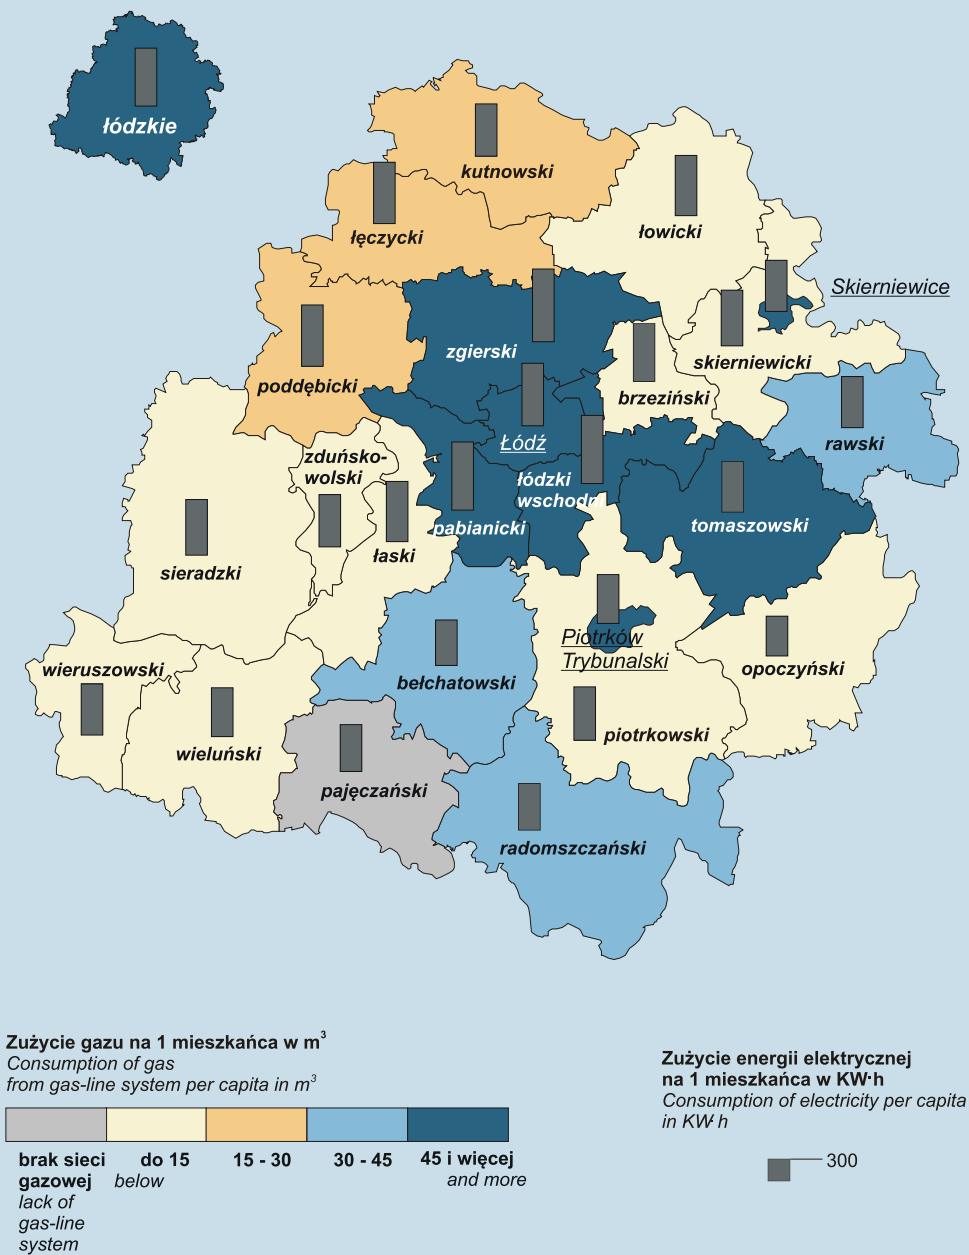 łódzkie
kutnowski
łęczycki
łowicki
Skierniewice
zgierski
skierniewicki
poddębicki
brzeziński
rawski
Łódź
zduńsko-
wolski
łódzki
wschodni
pabianicki
tomaszowski
łaski
sieradzki
Piotrków
Trybunalski
wieruszowski
opoczyński
bełchatowski
piotrkowski
wieluński
pajęczański
radomszczański
Zużycie gazu na 1 mieszkańca w m³
Consumption of gas
from gas-line system per capita in m³
brak sieci
gazowej
lack of
gas-line
system
do 15
below
15 - 30
30 - 45
45 i więcej
and more
Zużycie energii elektrycznej
na 1 mieszkańca w KW·h
Consumption of electricity per capita
in KW·h
300